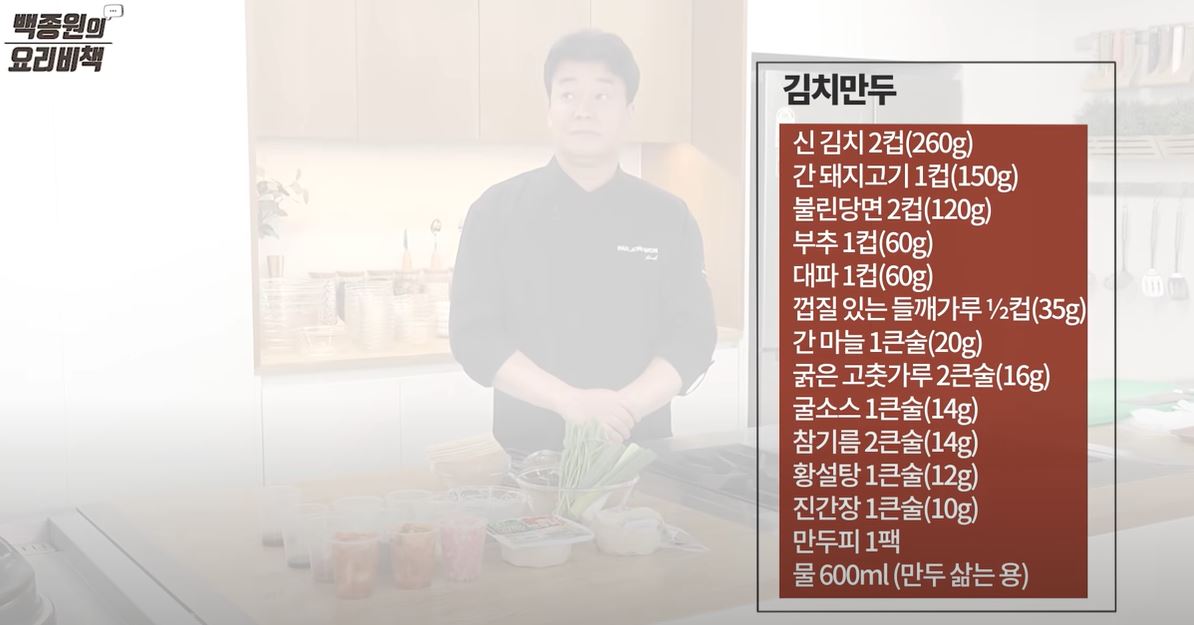 백종원의
요리비책
김치만두
신 김치 2컵(260g)
간 돼지고기 1컵(150g)
불린당면 2컵(120g)
부추 1컵(60g)
대파 1컵(60g)
껍질 있는 들깨가루 ½컵(35g)
간 마늘 1큰술(20g)
굵은 고춧가루 2큰술(16g)
굴소스 1큰술(14g)
참기름 2큰술(14g)
황설탕 1큰술(12g)
진간장 1큰술(10g)
만두피 1팩
물 600ml (만두 삶는 용)